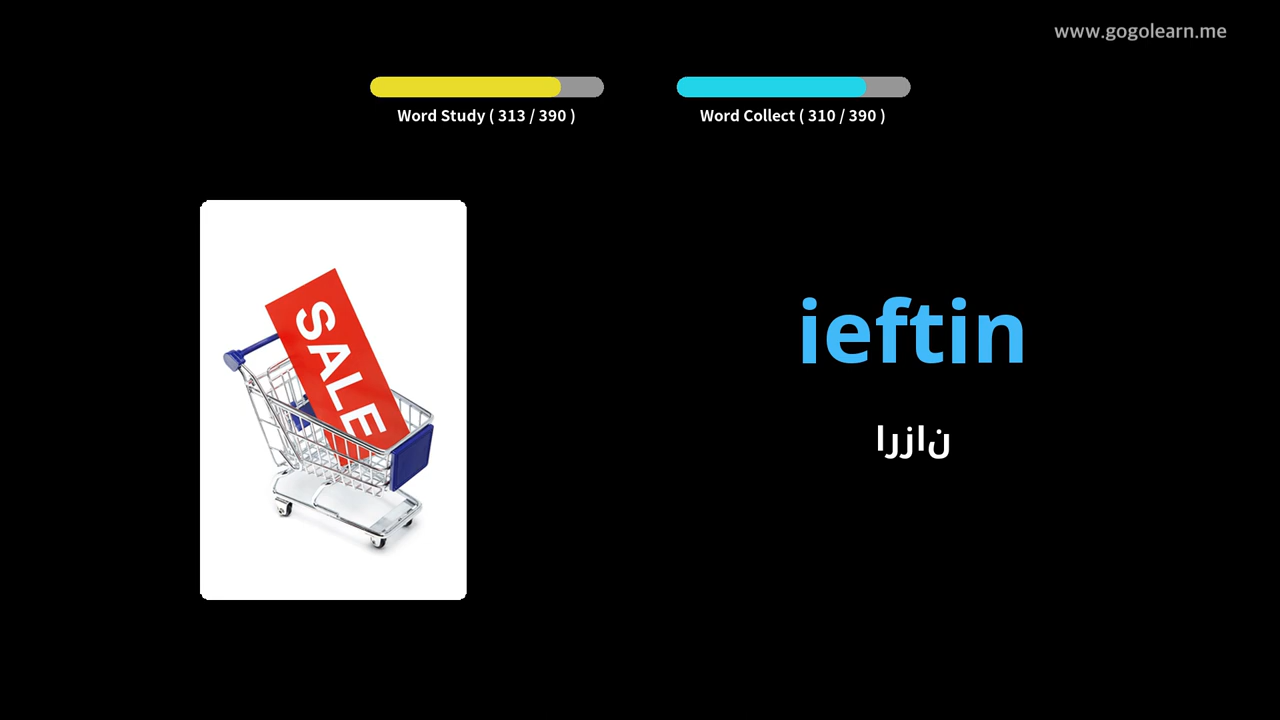 www.gogolearn.me
Word Study ( 313 / 390 )
Word Collect ( 310 / 390 )
SALE
ieftin
ارزان